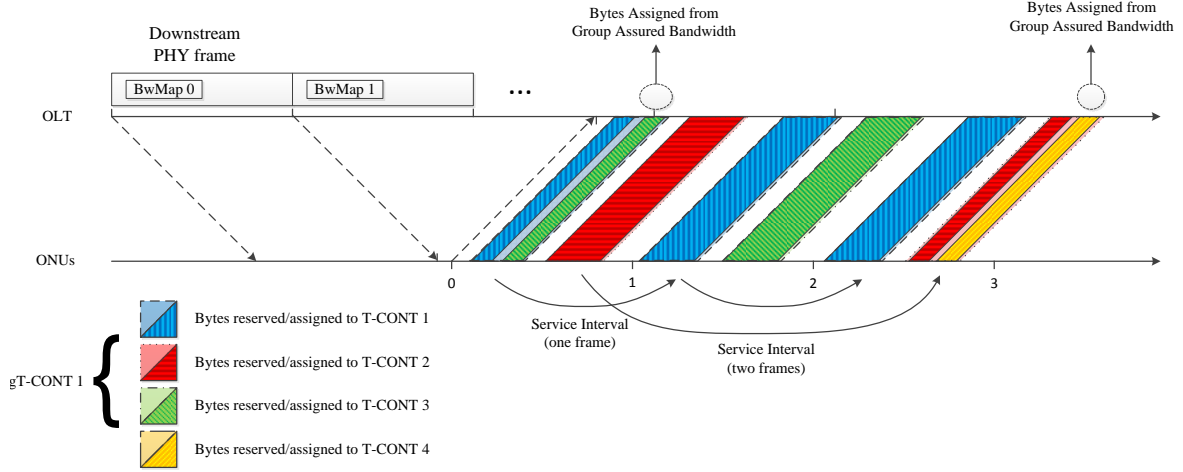 Bytes Assigned from
Group Assured Bandwidth
Bytes Assigned from
Group Assured Bandwidth
Downstream
PHY frame
BwMap 0
BwMap 1
...
OLT
ONUs
0
1
2
3
Service Interval
(one frame)
Service Interval
(two frames)
Bytes reserved/assigned to T-CONT 1
gT-CONT 1
Bytes reserved/assigned to T-CONT 2
Bytes reserved/assigned to T-CONT 3
Bytes reserved/assigned to T-CONT 4